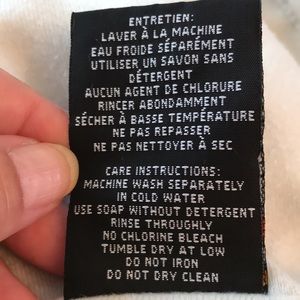 ENTRETIEN:
LAVER À LA MACHINE
EAU FROIDE SÉPARÉMENT
UTILISER UN SAVON SANS
DÉTERGENT
AUCUN AGENT DE CHLORURE
RINCER ABONDAMMENT
SÉCHER À BASSE TEMPÉRATURE
NE PAS REPASSER
NE PAS NETTOYER À SEC
CARE INSTRUCTIONS:
MACHINE WASH SEPARATELY
IN COLD WATER
USE SOAP WITHOUT DETERGENT
RINSE THROUGHLY
NO CHLORINE BLEACH
TUMBLE DRY AT LOW
DO NOT IRON
DO NOT DRY CLEAN